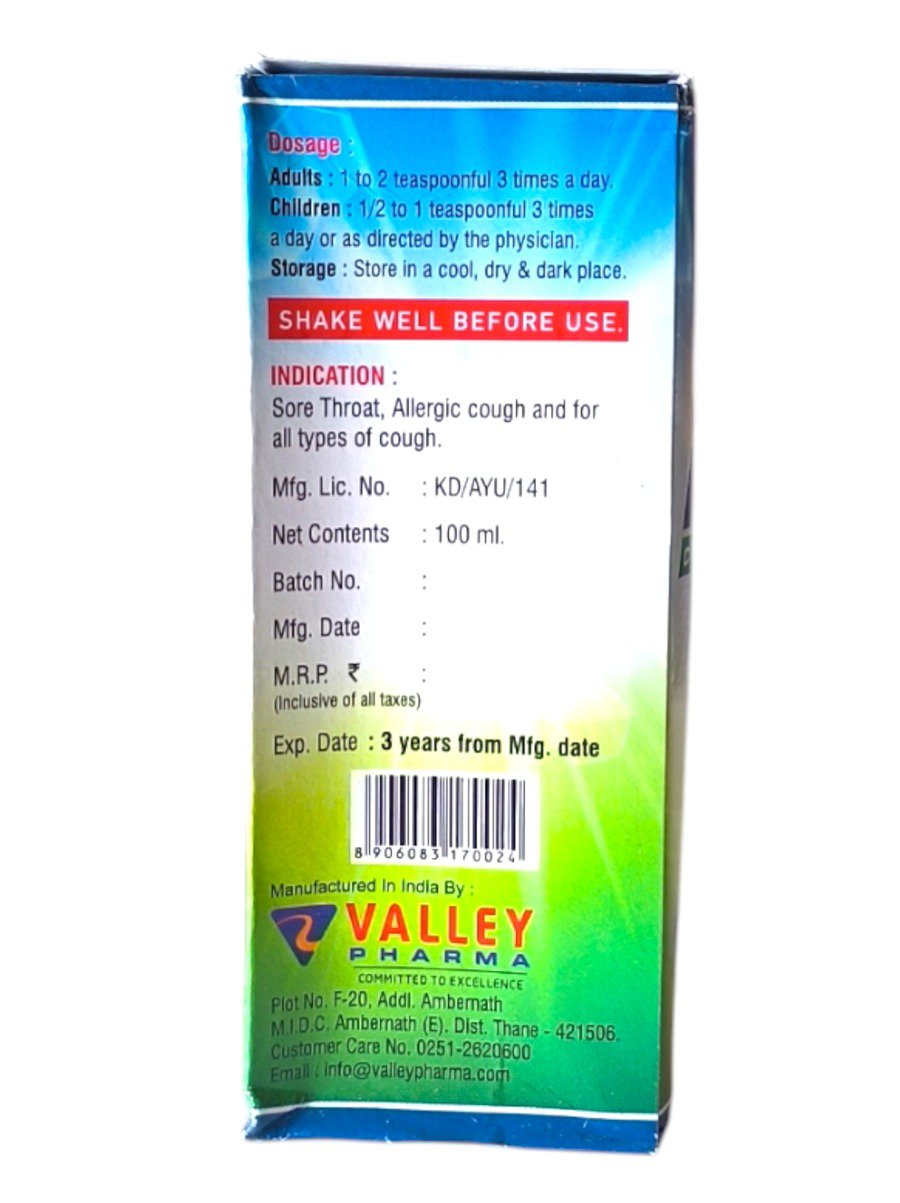 Dosage :
Adults : 1 to 2 teaspoonful 3 times a day.
Children : 1/2 to 1 teaspoonful 3 times
a day or as directed by the physician.
Storage : Store in a cool, dry & dark place.
SHAKE WELL BEFORE USE.
INDICATION :
Sore Throat, Allergic cough and for
all types of cough.
Mfg. Lic. No. : KD/AYU/141
Net Contents : 100 ml.
Batch No. :
Mfg. Date :
M.R.P. ₹ :
(Inclusive of all taxes)
Exp. Date : 3 years from Mfg. date
8 906083 170024
Manufactured In India By :
VALLEY
PHARMA
COMMITTED TO EXCELLENCE
Plot No. F-20, Addl. Ambernath
M.I.D.C. Ambernath (E). Dist. Thane - 421506.
Customer Care No. 0251-2620600
Email : info@valleypharma.com